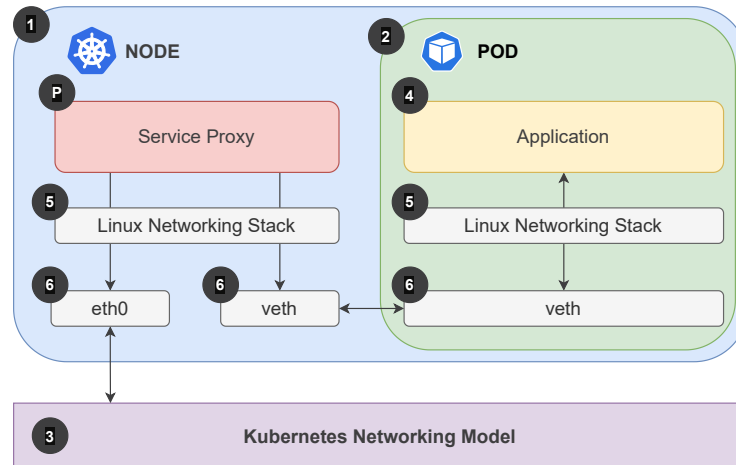 1
NODE
2
POD
P
Service Proxy
4
Application
5
Linux Networking Stack
5
Linux Networking Stack
6
eth0
6
veth
6
veth
3
Kubernetes Networking Model